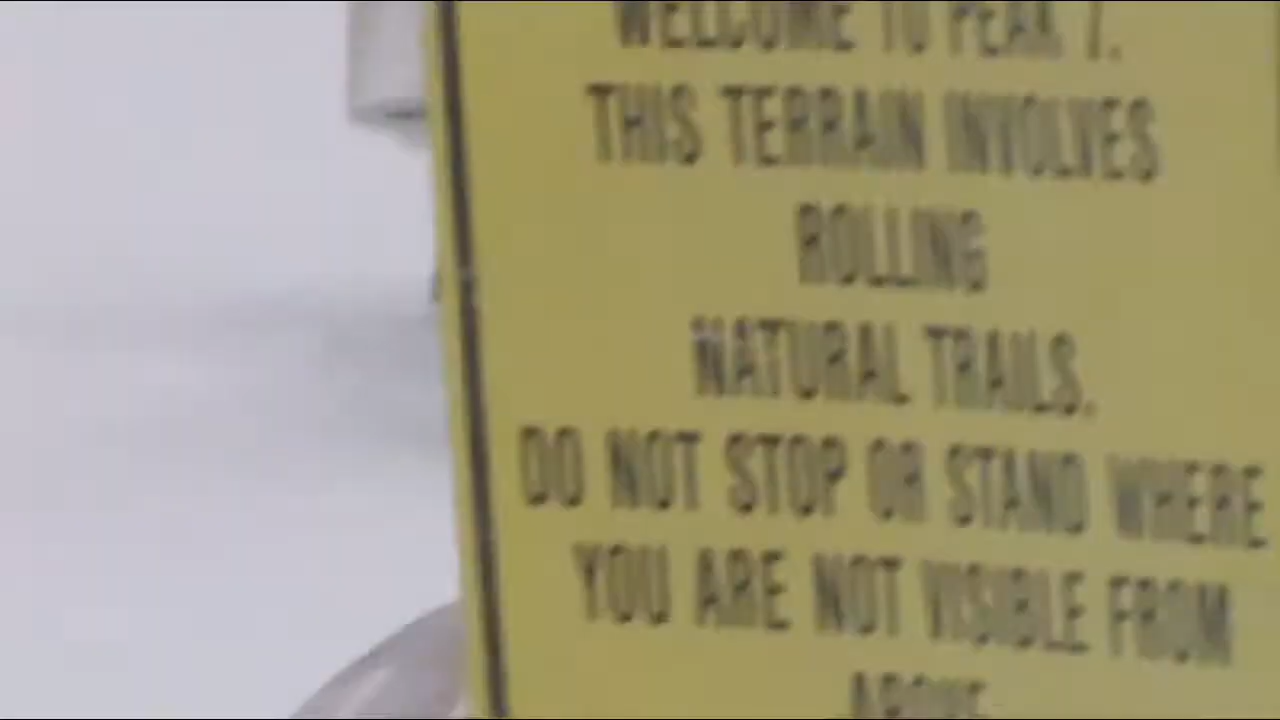 WELCOME TO PEAK 7.
THIS TERRAIN INVOLVES
ROLLING
NATURAL TRAILS.
DO NOT STOP OR STAND WHERE
YOU ARE NOT VISIBLE FROM
ABOVE